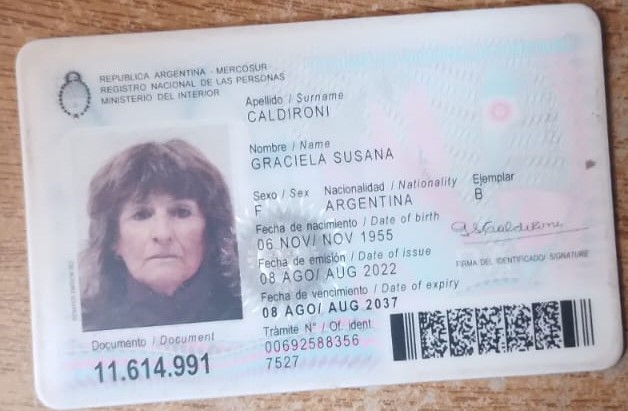 REPUBLICA ARGENTINA - MERCOSUR
REGISTRO NACIONAL DE LAS PERSONAS
MINISTERIO DEL INTERIOR
Apellido / Surname
CALDIRONI
Nombre / Name
GRACIELA SUSANA
Sexo / Sex Nacionalidad / Nationality Ejemplar
F ARGENTINA B
Fecha de nacimiento / Date of birth
06 NOV/ NOV 1955
Fecha de emisión / Date of issue
08 AGO/ AUG 2022
FIRMA DEL IDENTIFICADO/ SIGNATURE
Fecha de vencimiento / Date of expiry
08 AGO/ AUG 2037
Documento / Document
11.614.991
Trámite N° / Of. ident.
00692588356
7527